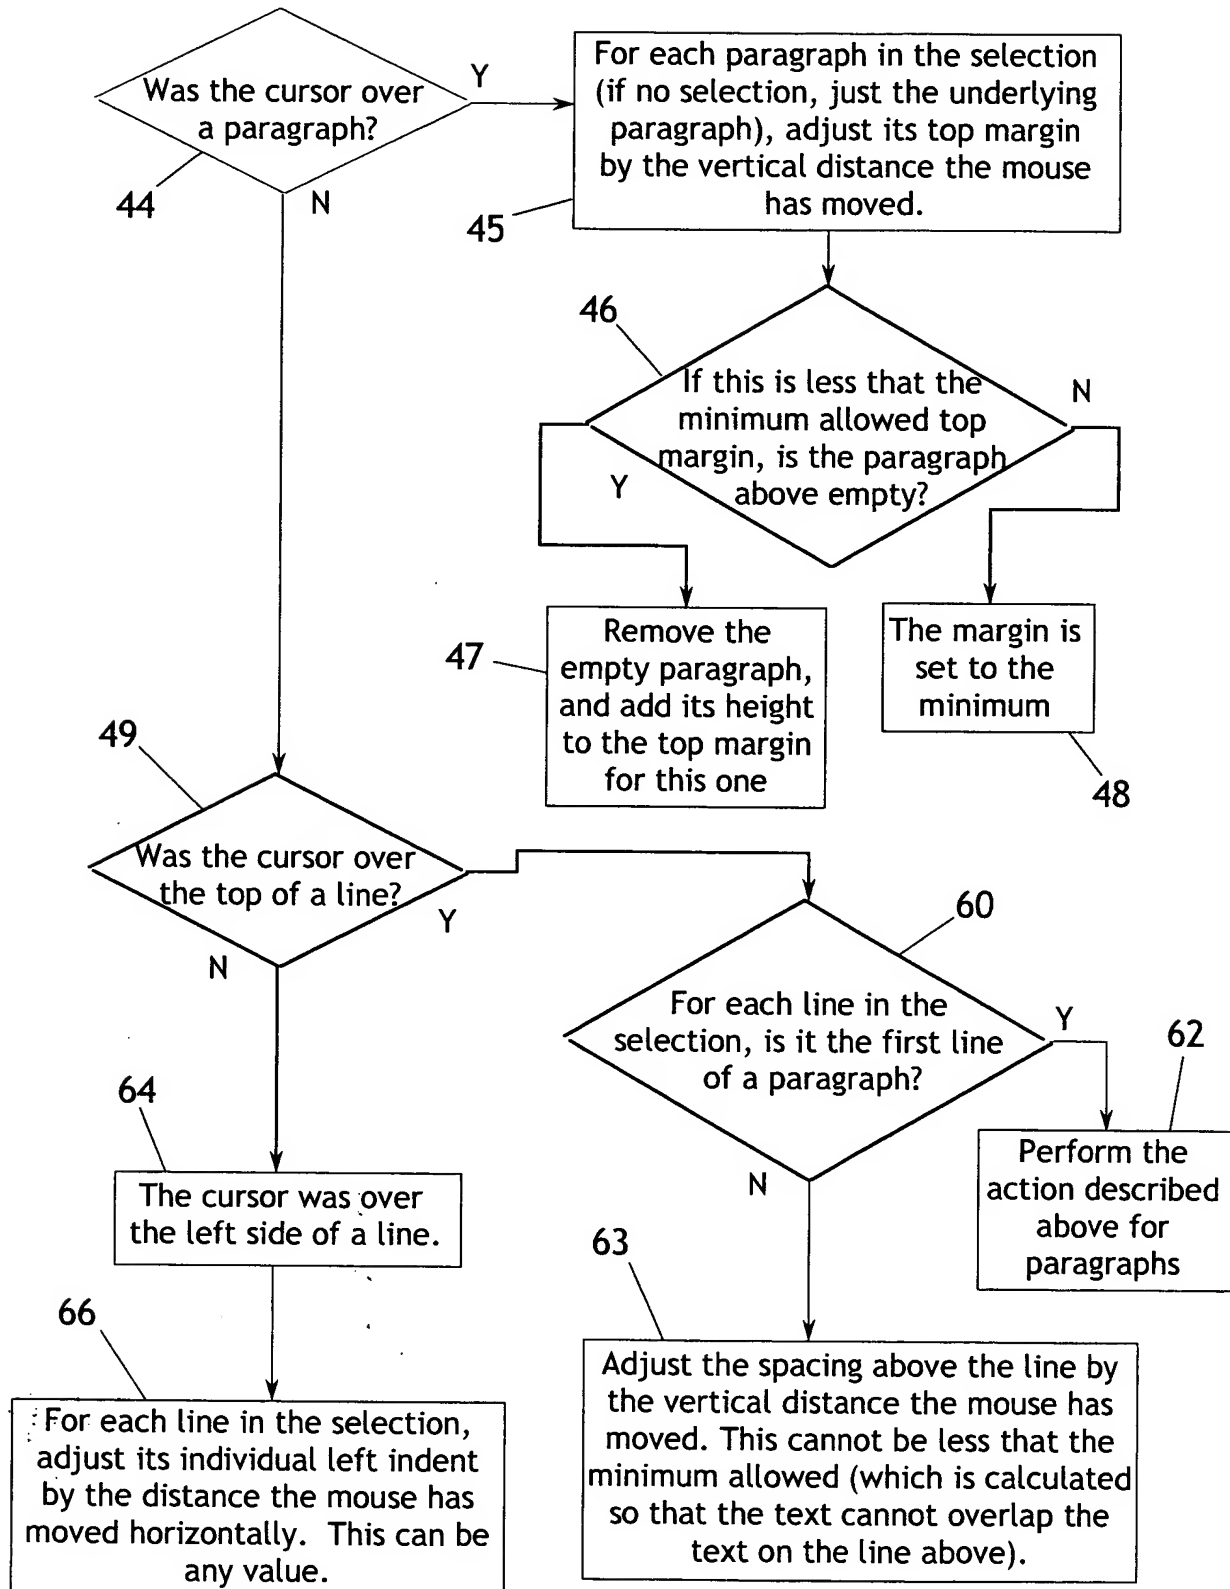 Was the cursor over
a paragraph?
Y
N
44
For each paragraph in the selection
(if no selection, just the underlying
paragraph), adjust its top margin
by the vertical distance the mouse
has moved.
45
46
If this is less that the
minimum allowed top
margin, is the paragraph
above empty?
N
Y
47
Remove the
empty paragraph,
and add its height
to the top margin
for this one
The margin is
set to the
minimum
48
49
Was the cursor over
the top of a line?
Y
N
60
For each line in the
selection, is it the first line
of a paragraph?
Y
N
62
Perform the
action described
above for
paragraphs
64
The cursor was over
the left side of a line.
63
Adjust the spacing above the line by
the vertical distance the mouse has
moved. This cannot be less that the
minimum allowed (which is calculated
so that the text cannot overlap the
text on the line above).
66
For each line in the selection,
adjust its individual left indent
by the distance the mouse has
moved horizontally. This can be
any value.